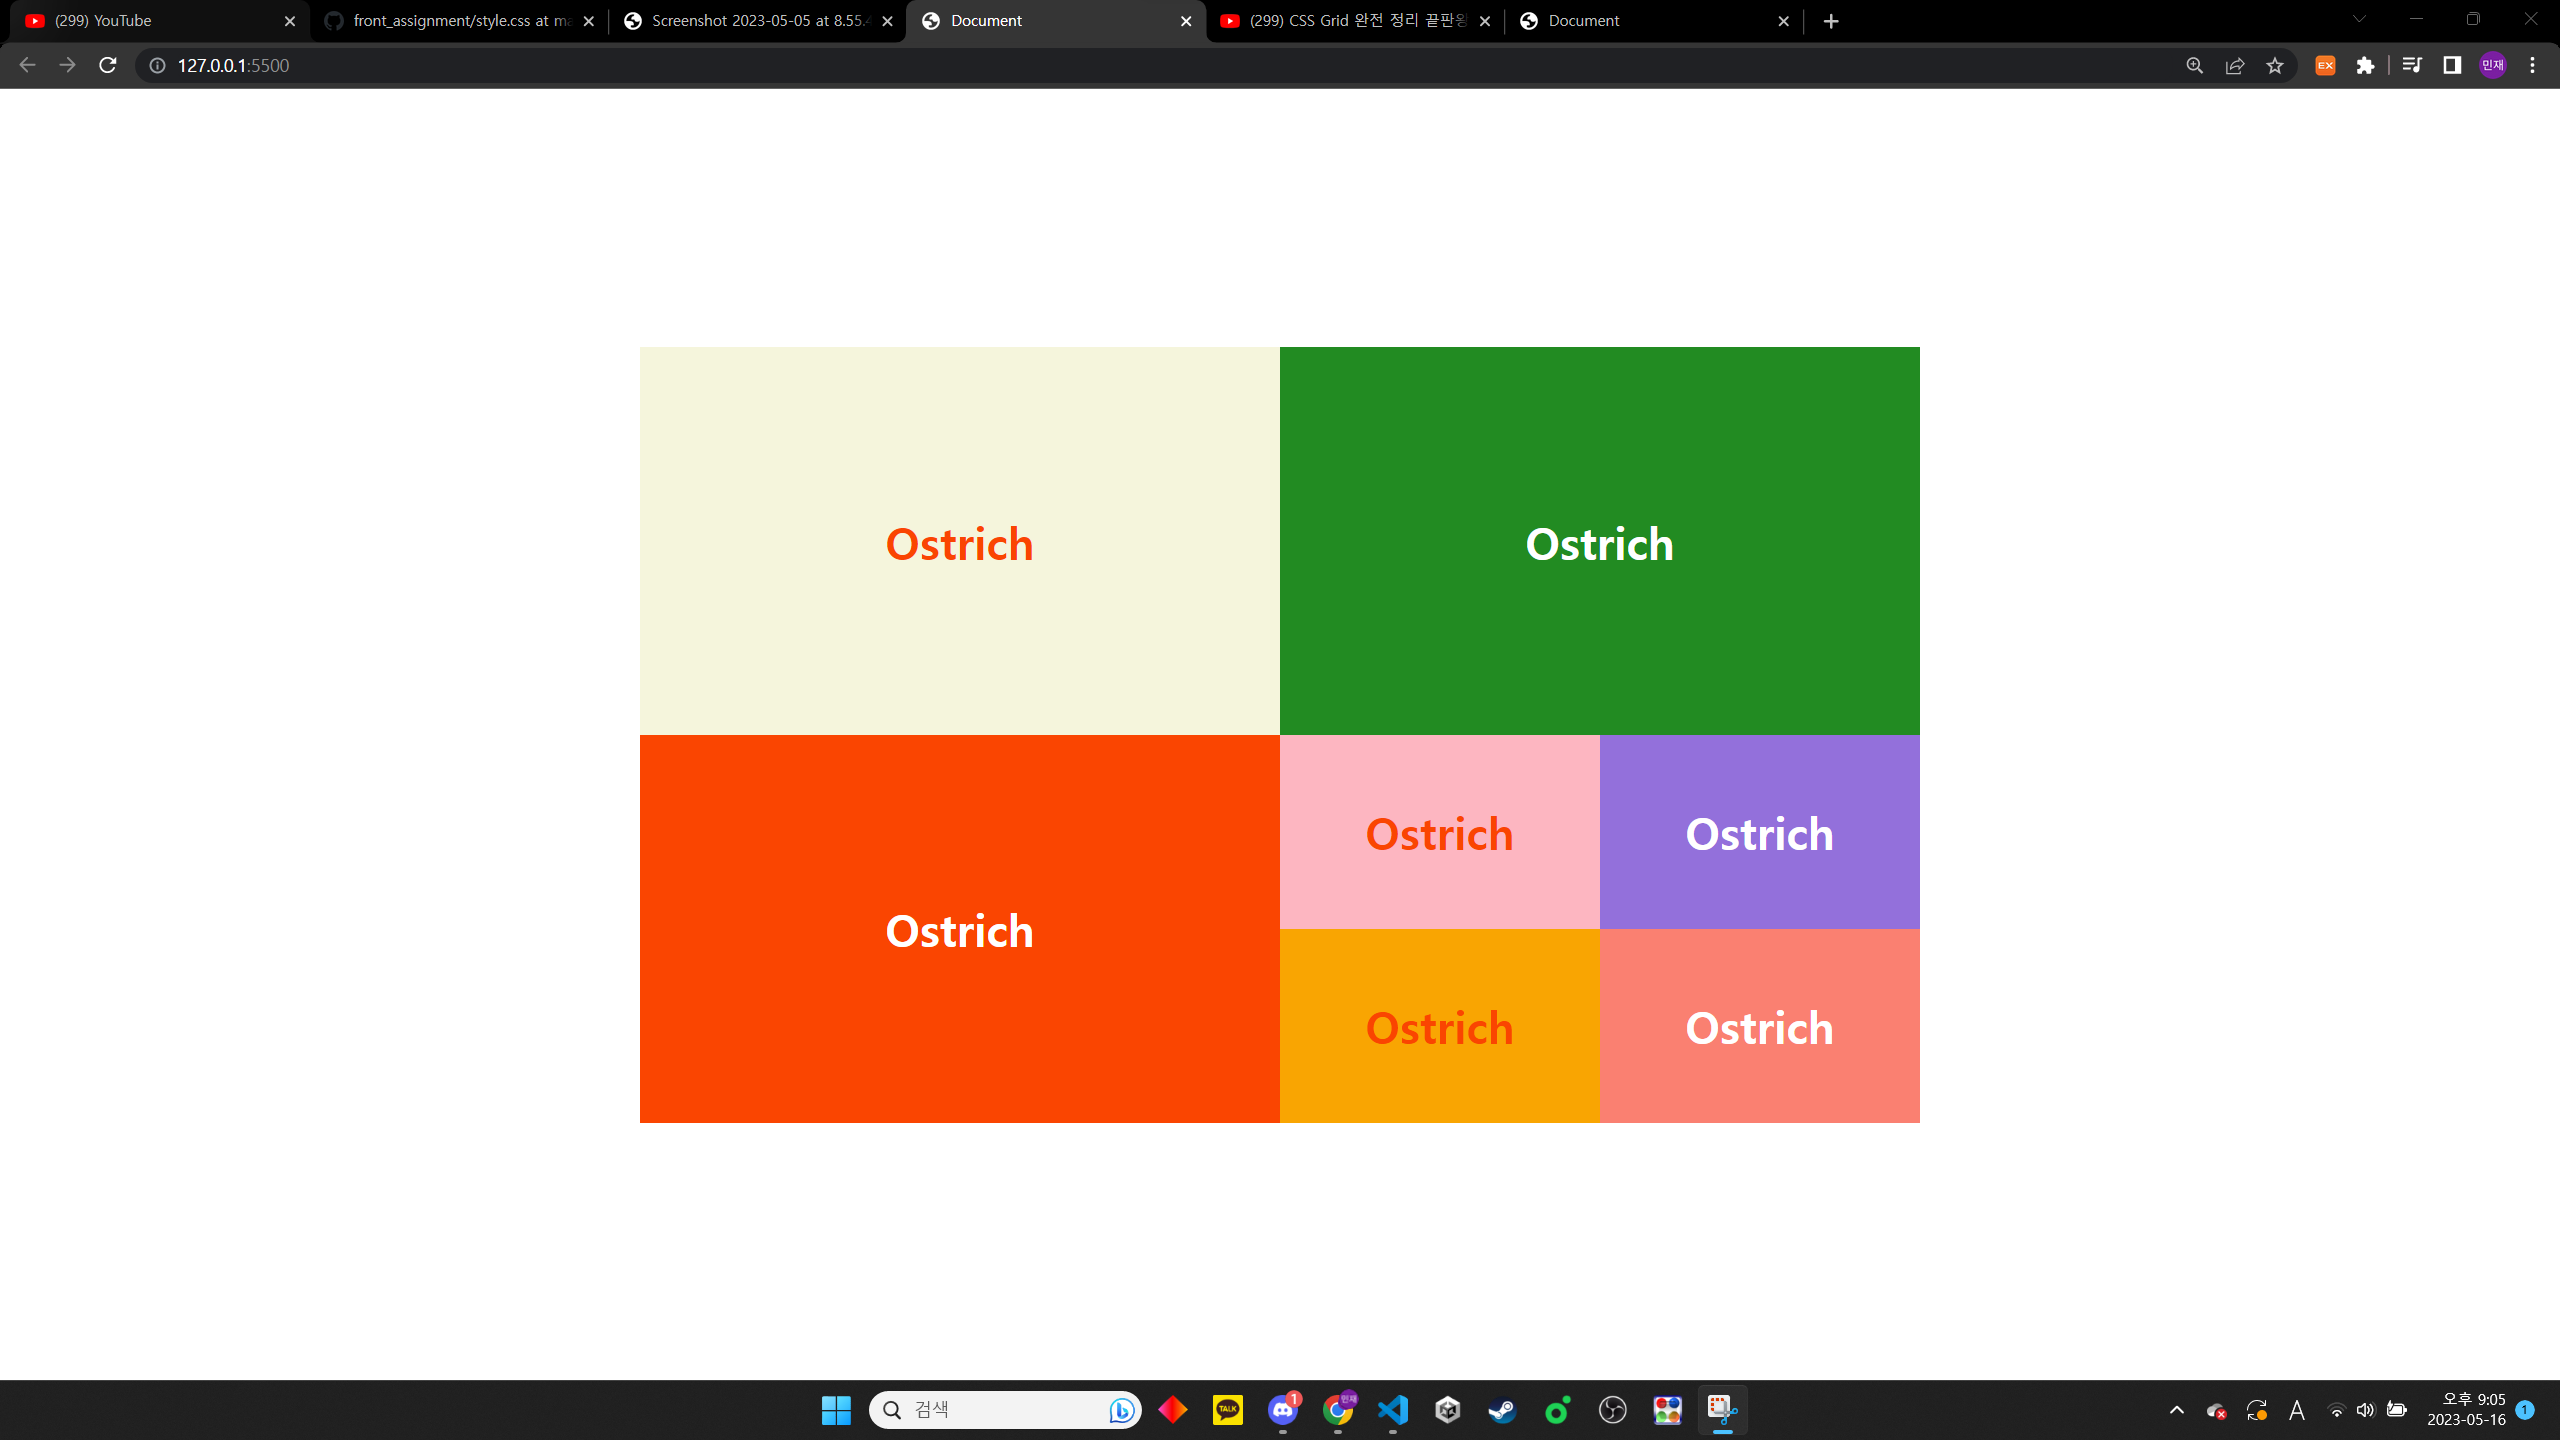 (299) YouTube
front_assignment/style.css at ma
Screenshot 2023-05-05 at 8.55.4
Document
(299) CSS Grid 완전 정리 끝판왕
Document
127.0.0.1:5500
EX
민재
Ostrich
Ostrich
Ostrich
Ostrich
Ostrich
Ostrich
Ostrich
검색
TALK
1
민재
A
오후 9:05
2023-05-16
1